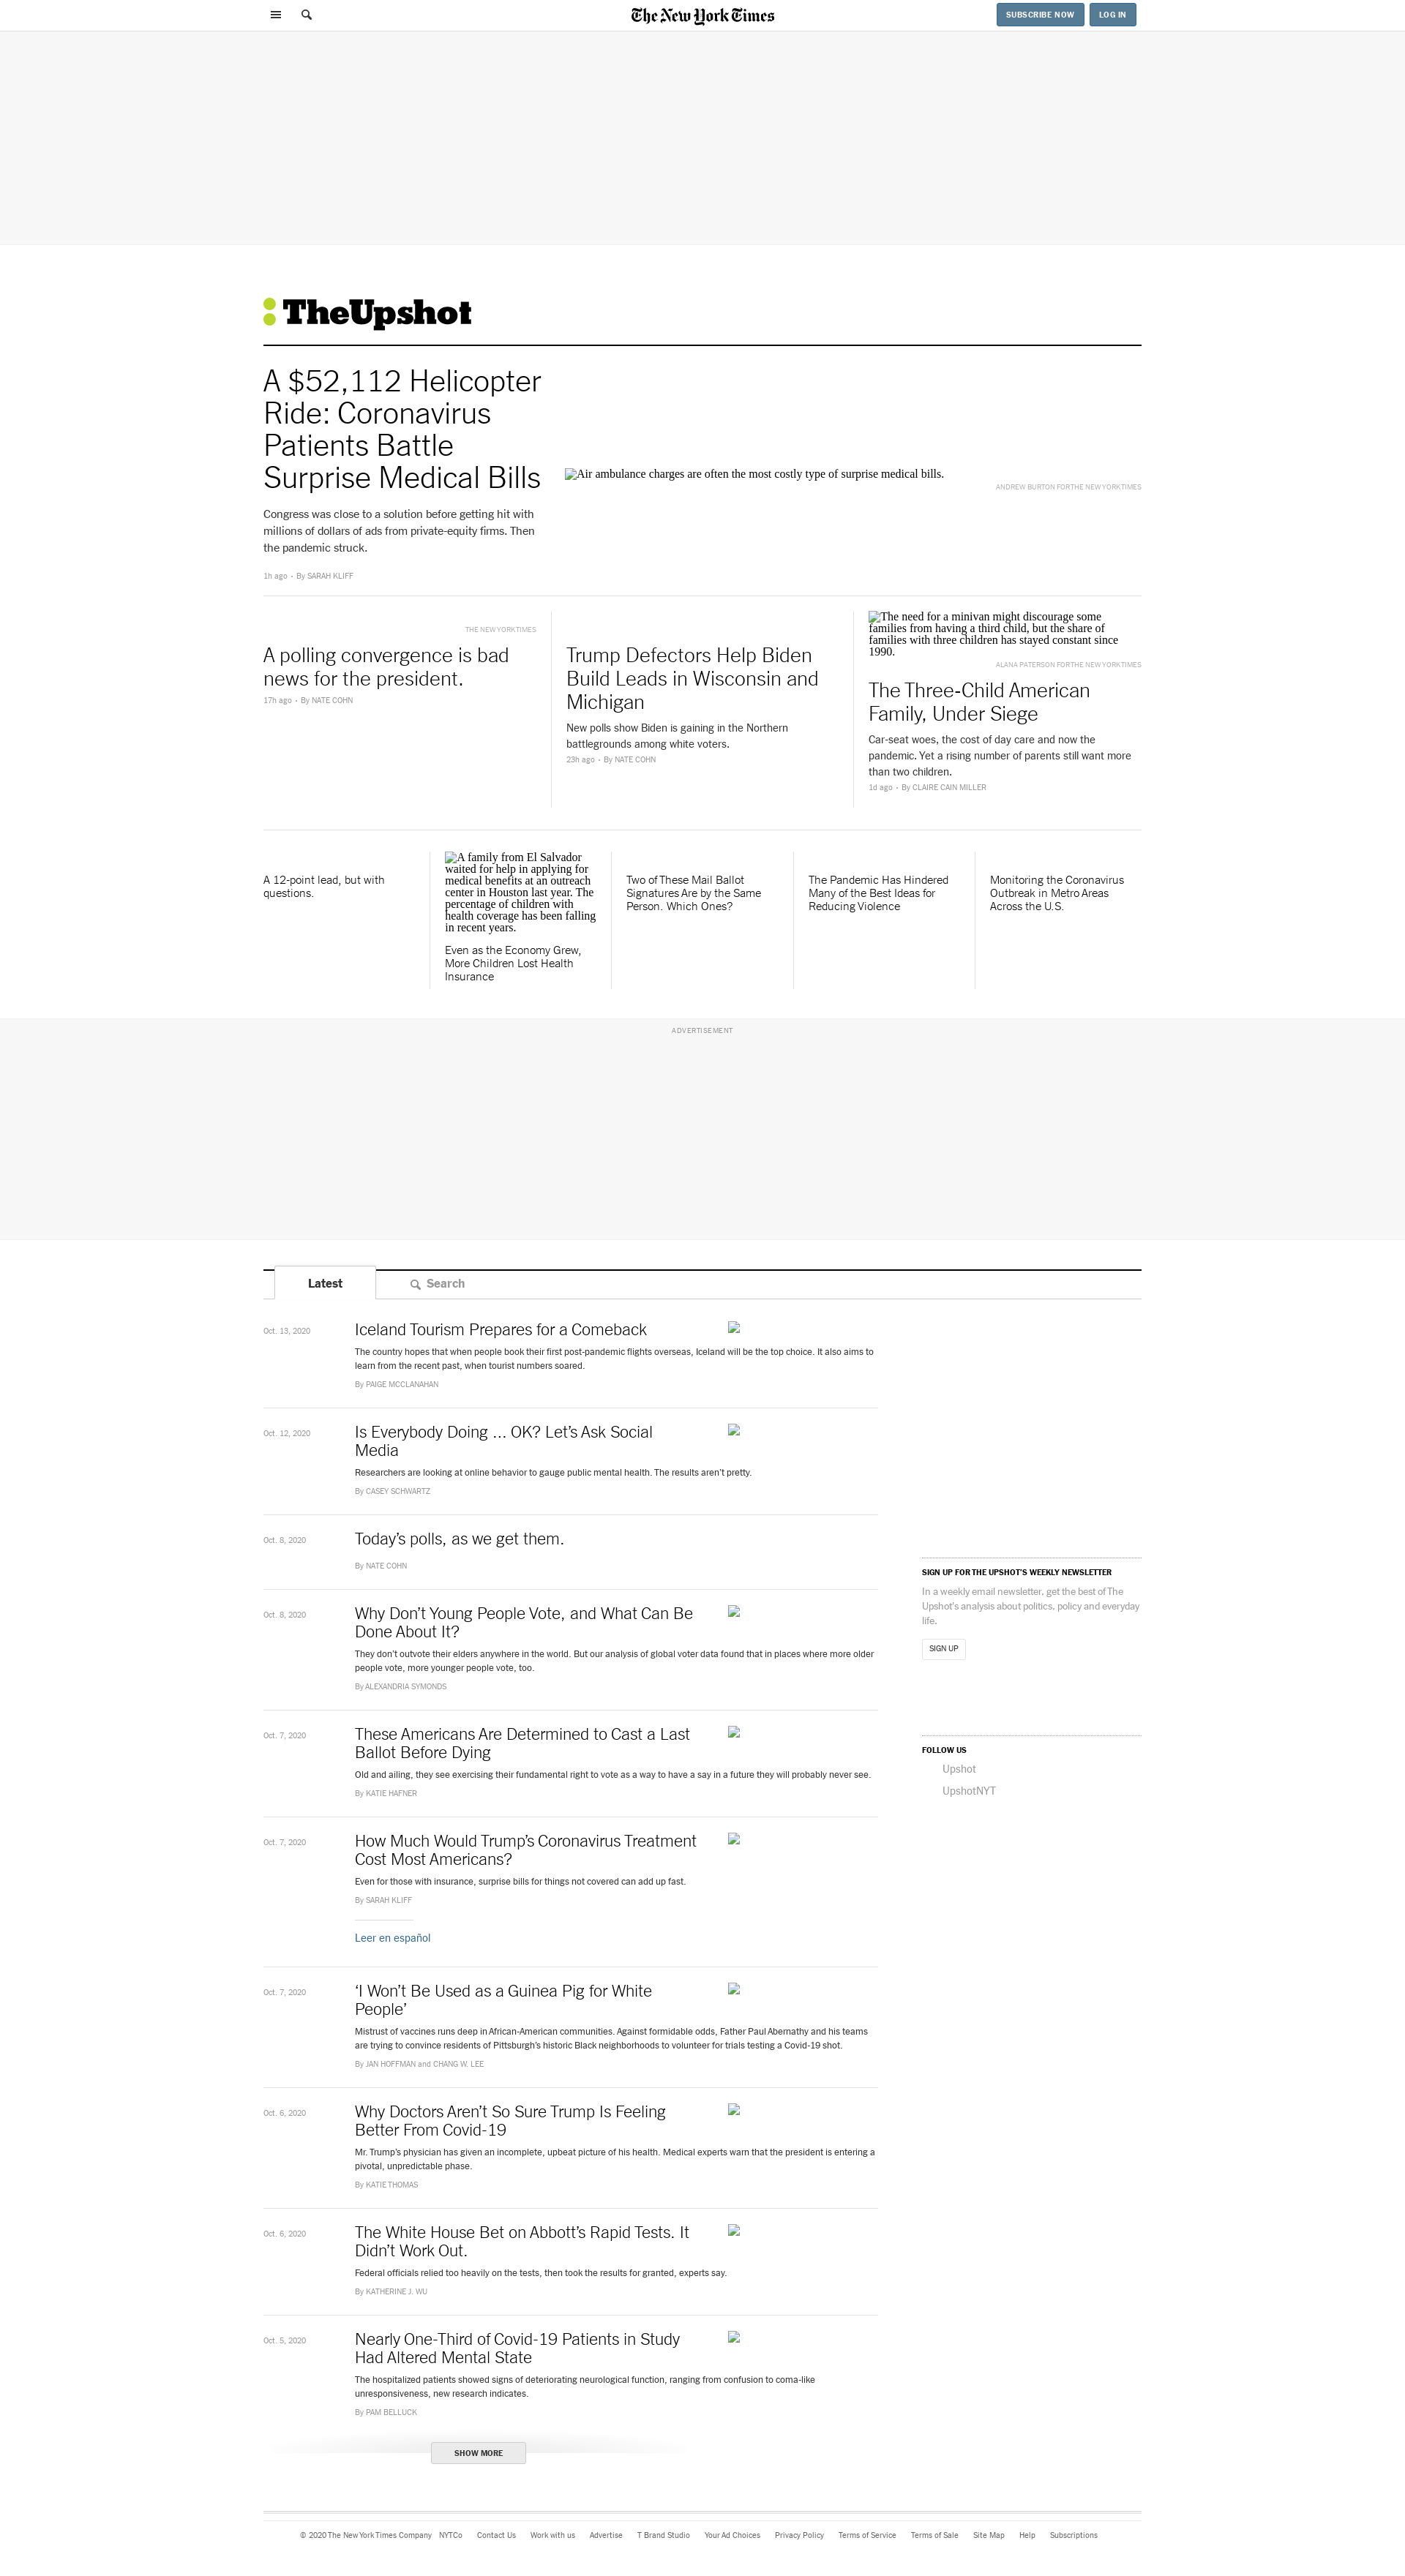 The New York Times
SUBSCRIBE NOW
LOG IN
TheUpshot
A $52,112 Helicopter
Ride: Coronavirus
Patients Battle
Surprise Medical Bills
Congress was close to a solution before getting hit with
millions of dollars of ads from private-equity firms. Then
the pandemic struck.
1h ago • By SARAH KLIFF
Air ambulance charges are often the most costly type of surprise medical bills.
ANDREW BURTON FOR THE NEW YORK TIMES
THE NEW YORK TIMES
A polling convergence is bad
news for the president.
17h ago • By NATE COHN
Trump Defectors Help Biden
Build Leads in Wisconsin and
Michigan
New polls show Biden is gaining in the Northern
battlegrounds among white voters.
23h ago • By NATE COHN
The need for a minivan might discourage some
families from having a third child, but the share of
families with three children has stayed constant since
1990.
ALANA PATERSON FOR THE NEW YORK TIMES
The Three-Child American
Family, Under Siege
Car-seat woes, the cost of day care and now the
pandemic. Yet a rising number of parents still want more
than two children.
1d ago • By CLAIRE CAIN MILLER
A 12-point lead, but with
questions.
A family from El Salvador
waited for help in applying for
medical benefits at an outreach
center in Houston last year. The
percentage of children with
health coverage has been falling
in recent years.
Even as the Economy Grew,
More Children Lost Health
Insurance
Two of These Mail Ballot
Signatures Are by the Same
Person. Which Ones?
The Pandemic Has Hindered
Many of the Best Ideas for
Reducing Violence
Monitoring the Coronavirus
Outbreak in Metro Areas
Across the U.S.
ADVERTISEMENT
Latest
Search
Oct. 13, 2020
Iceland Tourism Prepares for a Comeback
The country hopes that when people book their first post-pandemic flights overseas, Iceland will be the top choice. It also aims to
learn from the recent past, when tourist numbers soared.
By PAIGE MCCLANAHAN
Oct. 12, 2020
Is Everybody Doing … OK? Let’s Ask Social
Media
Researchers are looking at online behavior to gauge public mental health. The results aren’t pretty.
By CASEY SCHWARTZ
Oct. 8, 2020
Today’s polls, as we get them.
By NATE COHN
Oct. 8, 2020
Why Don’t Young People Vote, and What Can Be
Done About It?
They don’t outvote their elders anywhere in the world. But our analysis of global voter data found that in places where more older
people vote, more younger people vote, too.
By ALEXANDRIA SYMONDS
Oct. 7, 2020
These Americans Are Determined to Cast a Last
Ballot Before Dying
Old and ailing, they see exercising their fundamental right to vote as a way to have a say in a future they will probably never see.
By KATIE HAFNER
Oct. 7, 2020
How Much Would Trump’s Coronavirus Treatment
Cost Most Americans?
Even for those with insurance, surprise bills for things not covered can add up fast.
By SARAH KLIFF
Leer en español
Oct. 7, 2020
‘I Won’t Be Used as a Guinea Pig for White
People’
Mistrust of vaccines runs deep in African-American communities. Against formidable odds, Father Paul Abernathy and his teams
are trying to convince residents of Pittsburgh’s historic Black neighborhoods to volunteer for trials testing a Covid-19 shot.
By JAN HOFFMAN and CHANG W. LEE
Oct. 6, 2020
Why Doctors Aren’t So Sure Trump Is Feeling
Better From Covid-19
Mr. Trump’s physician has given an incomplete, upbeat picture of his health. Medical experts warn that the president is entering a
pivotal, unpredictable phase.
By KATIE THOMAS
Oct. 6, 2020
The White House Bet on Abbott’s Rapid Tests. It
Didn’t Work Out.
Federal officials relied too heavily on the tests, then took the results for granted, experts say.
By KATHERINE J. WU
Oct. 5, 2020
Nearly One-Third of Covid-19 Patients in Study
Had Altered Mental State
The hospitalized patients showed signs of deteriorating neurological function, ranging from confusion to coma-like
unresponsiveness, new research indicates.
By PAM BELLUCK
SHOW MORE
SIGN UP FOR THE UPSHOT’S WEEKLY NEWSLETTER
In a weekly email newsletter, get the best of The
Upshot’s analysis about politics, policy and everyday
life.
SIGN UP
FOLLOW US
Upshot
UpshotNYT
© 2020 The New York Times Company NYTCo Contact Us Work with us Advertise T Brand Studio Your Ad Choices Privacy Policy Terms of Service Terms of Sale Site Map Help Subscriptions